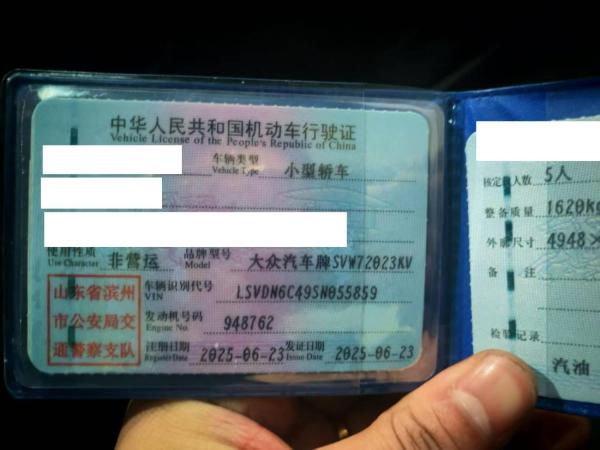 中华人民共和国机动车行驶证
Vehicle License of the People's Republic of China
车辆类型 小型轿车
Vehicle Type
使用性质 非营运 品牌型号 大众汽车牌SVW72023KV
Use Character Model
山东省滨州
市公安局交
通警察支队
车辆识别代号 LSVDN6C49SN055859
VIN
发动机号码 948762
Engine No.
注册日期 2025-06-23 发证日期 2025-06-23
Register Date Issue Date
核定 人数 5人
整备质量 1620Kg
外廓尺寸 4948×
备 注
检验记录
汽油